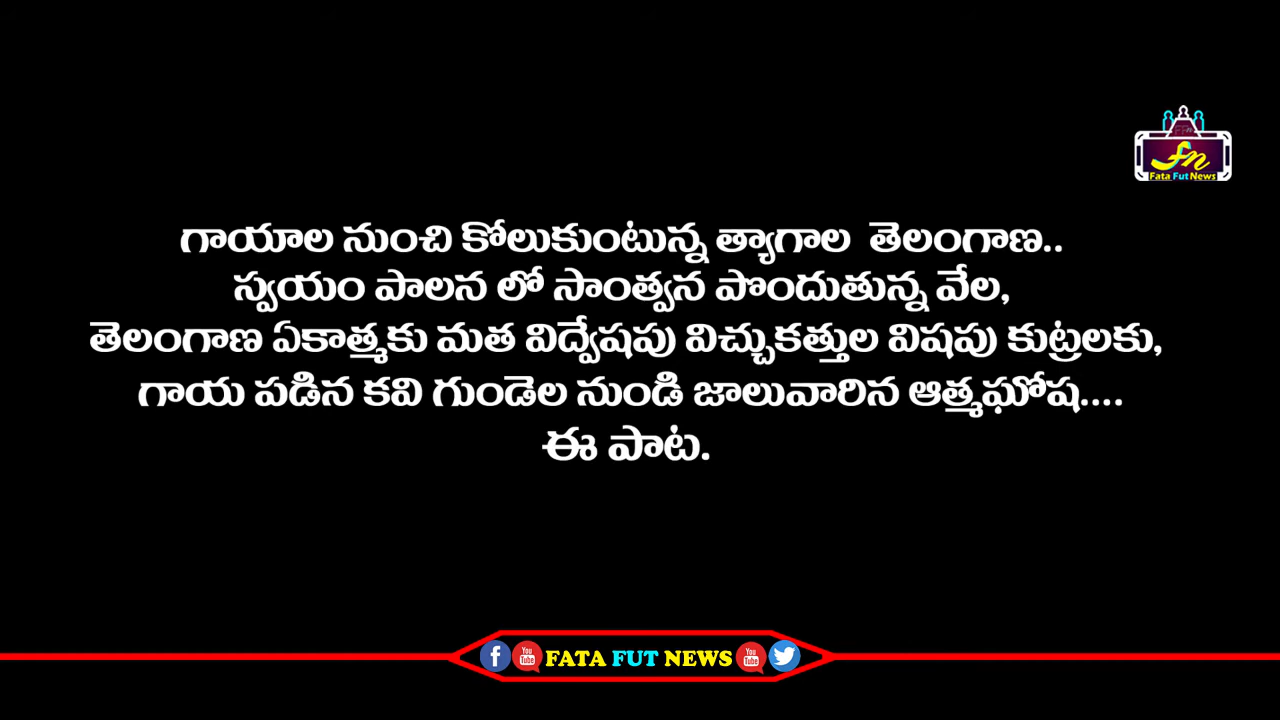 Fata Fut News
గాయాల నుంచి కోలుకుంటున్న త్యాగాల తెలంగాణ..
స్వయం పాలన లో సాంత్వన పొందుతున్న వేల,
తెలంగాణ ఏకాత్మకు మత విద్వేషపు విచ్చుకత్తుల విషపు కుట్రలకు,
గాయ పడిన కవి గుండెల నుండి జాలువారిన ఆత్మఘోష....
ఈ పాట.
FATA FUT NEWS